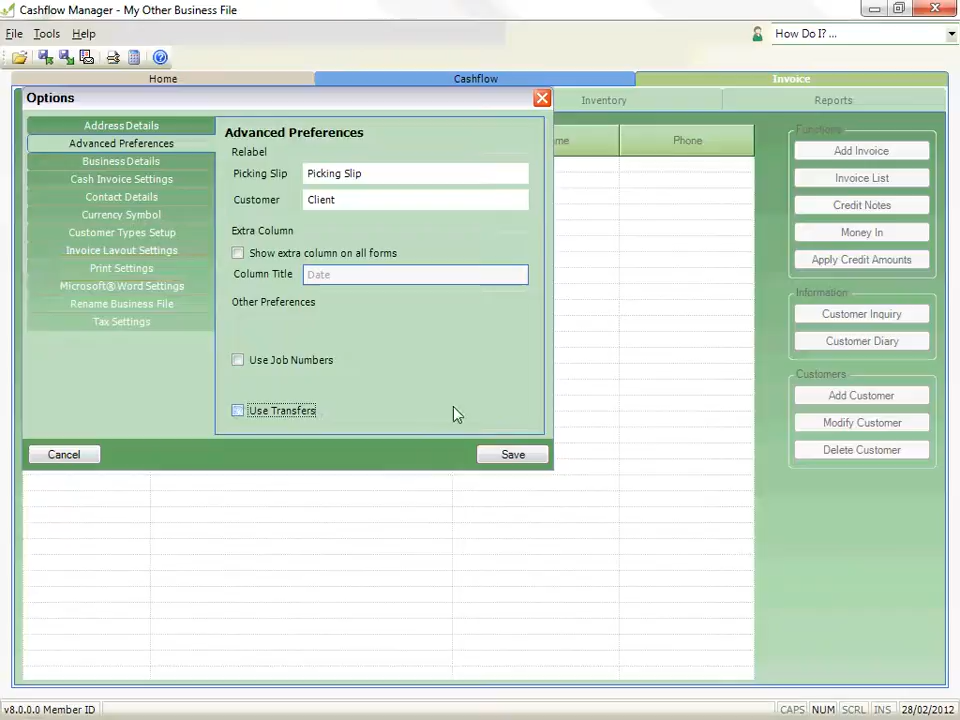 Cashflow Manager - My Other Business File
File Tools Help
How Do I? ...
Home Cashflow Invoice
Options
Inventory Reports
Address Details
Advanced Preferences
Business Details
Cash Invoice Settings
Contact Details
Currency Symbol
Customer Types Setup
Invoice Layout Settings
Print Settings
Microsoft® Word Settings
Rename Business File
Tax Settings
Advanced Preferences
Relabel
Picking Slip Picking Slip
Customer Client
Extra Column
Show extra column on all forms
Column Title Date
Other Preferences
Use Job Numbers
Use Transfers
Cancel Save
me Phone
Functions
Add Invoice
Invoice List
Credit Notes
Money In
Apply Credit Amounts
Information
Customer Inquiry
Customer Diary
Customers
Add Customer
Modify Customer
Delete Customer
v8.0.0.0 Member ID
CAPS NUM SCRL INS 28/02/2012